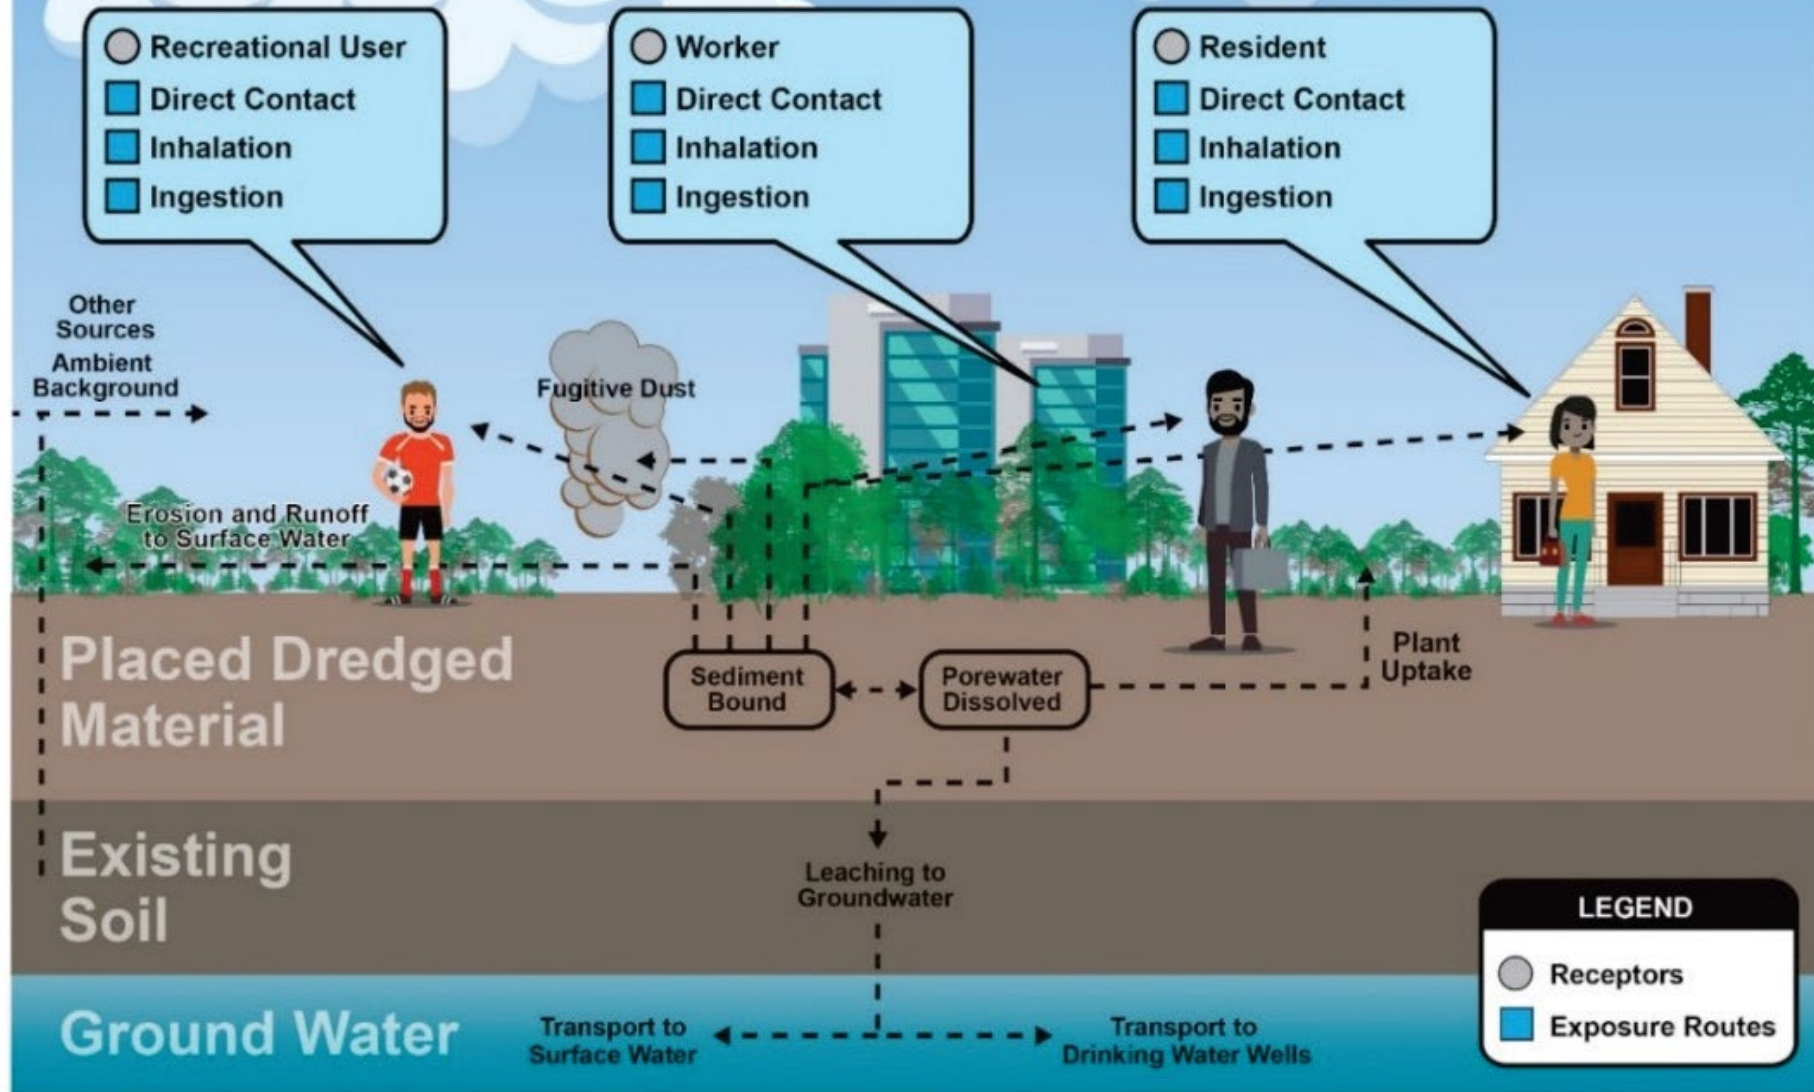 Recreational User
Direct Contact
Inhalation
Ingestion
Worker
Direct Contact
Inhalation
Ingestion
Resident
Direct Contact
Inhalation
Ingestion
Other
Sources
Ambient
Background
Fugitive Dust
Erosion and Runoff
to Surface Water
Placed Dredged
Material
Sediment
Bound
Porewater
Dissolved
Plant
Uptake
Existing
Soil
Leaching to
Groundwater
LEGEND
Receptors
Exposure Routes
Ground Water
Transport to
Surface Water
Transport to
Drinking Water Wells